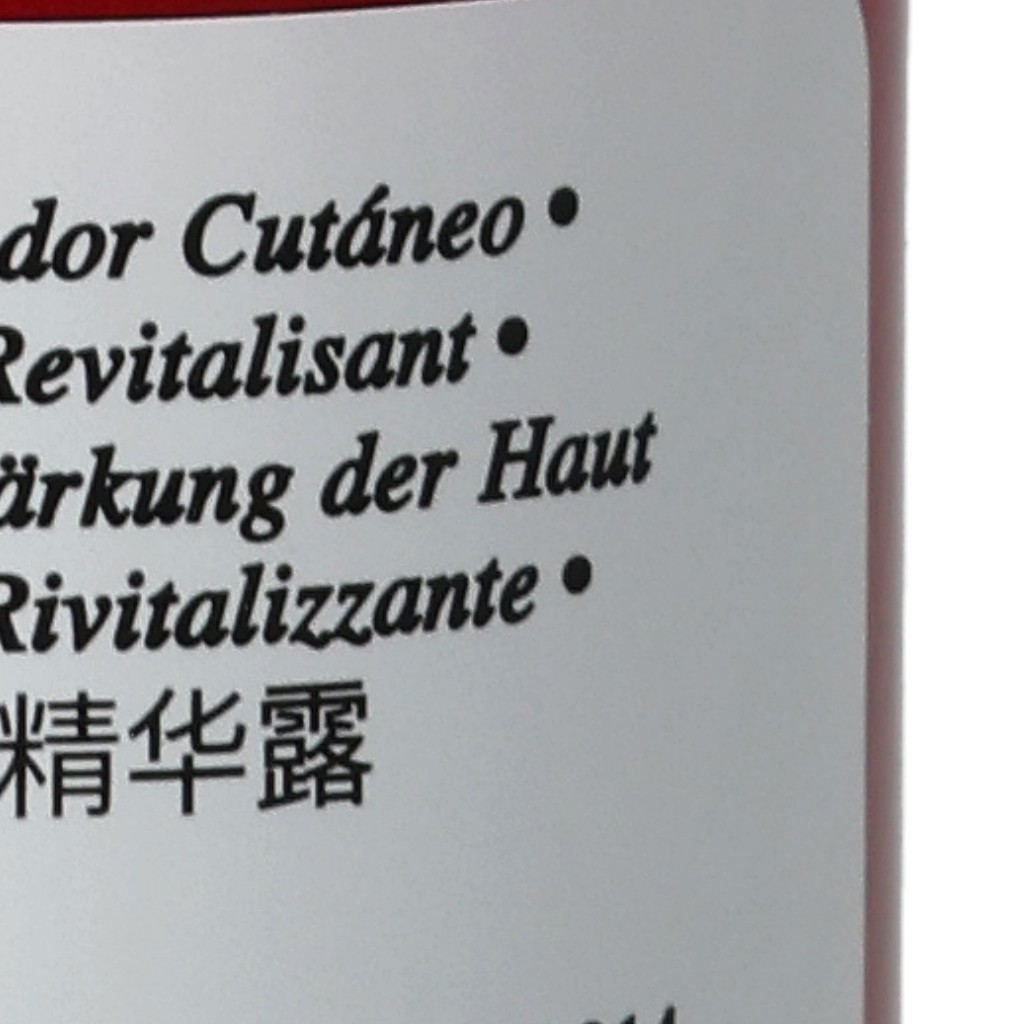 dor Cutáneo •
Revitalisant •
ärkung der Haut
Rivitalizzante •
精华露